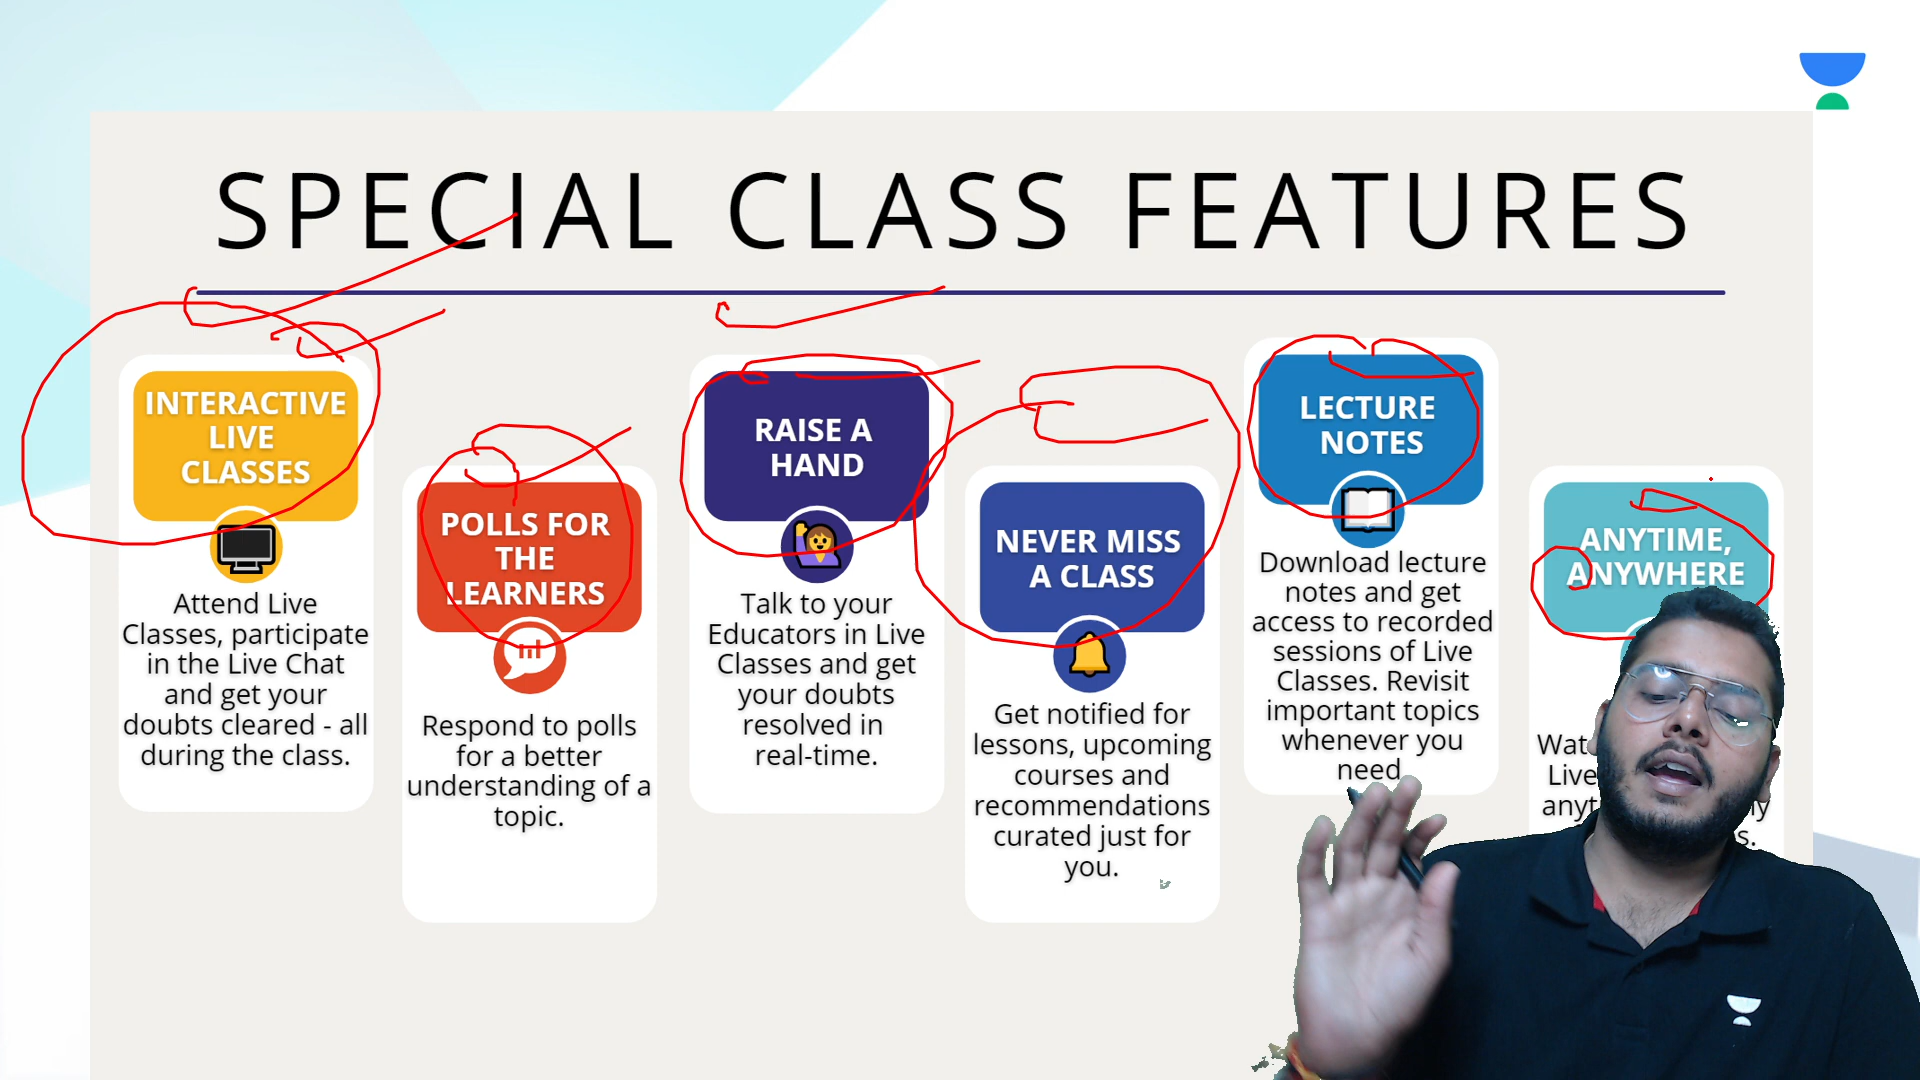 SPECIAL CLASS FEATURES
INTERACTIVE
LIVE
CLASSES
Attend Live
Classes, participate
in the Live Chat
and get your
doubts cleared - all
during the class.
POLLS FOR
THE
LEARNERS
Respond to polls
for a better
understanding of a
topic.
RAISE A
HAND
Talk to your
Educators in Live
Classes and get
your doubts
resolved in
real-time.
NEVER MISS
A CLASS
Get notified for
lessons, upcoming
courses and
recommendations
curated just for
you.
LECTURE
NOTES
Download lecture
notes and get
access to recorded
sessions of Live
Classes. Revisit
important topics
whenever you
need
ANYTIME,
ANYWHERE
Live